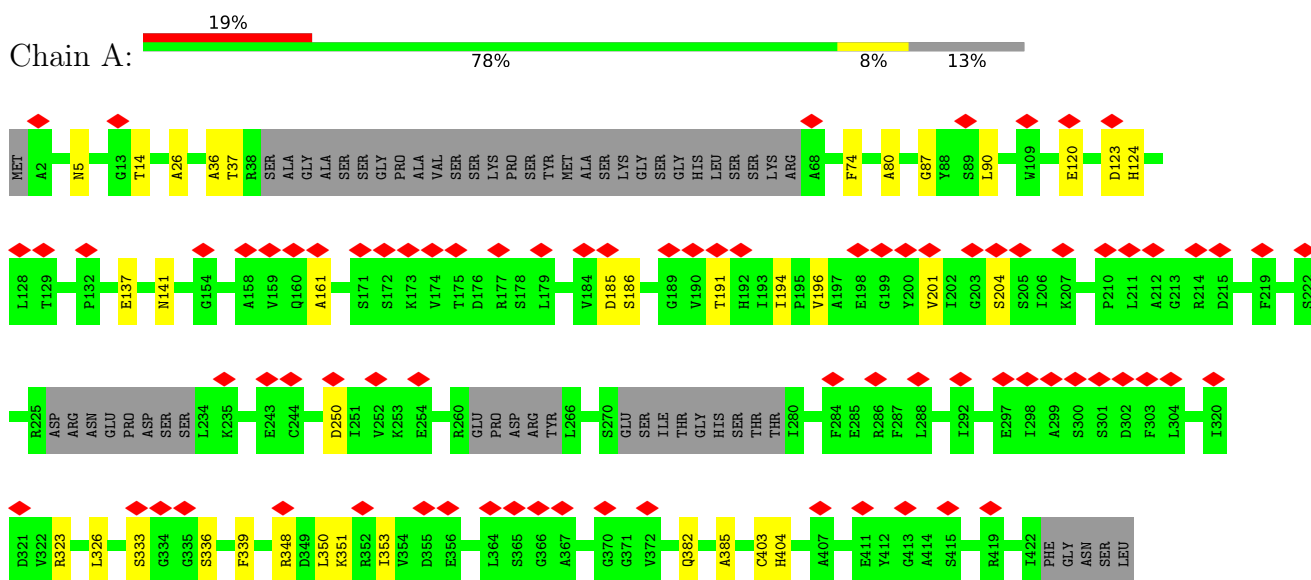 19%
Chain A:
78% 8% 13%
MET A2 N5 G13 T14 A26 A36 T37 R38 SER ALA GLY ALA SER SER GLY PRO ALA VAL SER SER LYS PRO SER TYR MET ALA SER LYS GLY SER GLY HIS LEU SER SER LYS ARG A68 F74 A80 G87 Y88 S89 L90 W109 E120 D123 H124
L128 T129 P132 E137 N141 G154 A158 V159 Q160 A161 S171 S172 K173 V174 T175 D176 R177 S178 L179 V184 D185 S186 G189 V190 T191 H192 I193 I194 P195 V196 A197 E198 G199 Y200 V201 I202 G203 S204 S205 I206 K207 P210 L211 A212 G213 R214 D215 F219 S222
R225 ASP ARG ASN GLU PRO ASP SER SER L234 K235 E243 C244 D250 I251 V252 K253 E254 R260 GLU PRO ASP ARG TYR L266 S270 GLU SER ILE THR GLY HIS SER THR THR I280 F284 E285 R286 F287 L288 I292 E297 I298 A299 S300 S301 D302 F303 L304 I320
D321 V322 R323 L326 S333 G334 G335 S336 F339 R348 D349 L350 K351 R352 I353 V354 D355 E356 L364 S365 G366 A367 G370 G371 V372 Q382 A385 C403 H404 A407 E411 Y412 G413 A414 S415 R419 I422 PHE GLY ASN SER LEU